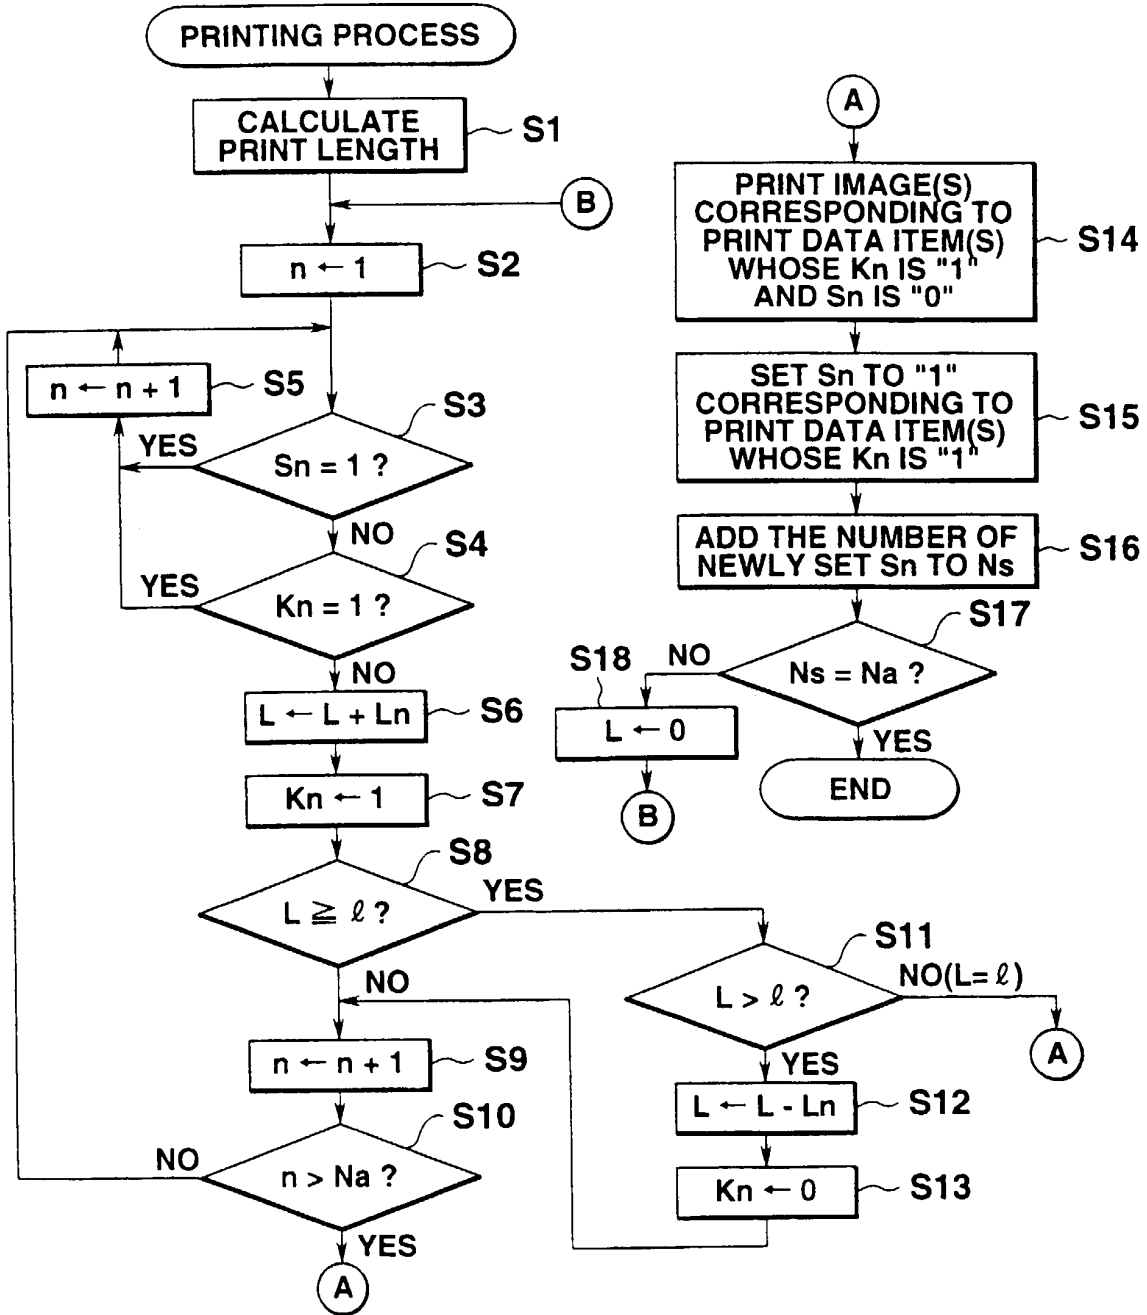 PRINTING PROCESS
CALCULATE
PRINT LENGTH
S1
B
n ← 1
S2
n ← n + 1
S5
S3
YES
Sn = 1 ?
NO
S4
YES
Kn = 1 ?
NO
L ← L + Ln
S6
Kn ← 1
S7
S8
YES
L ≧ ℓ ?
NO
n ← n + 1
S9
S10
NO
n > Na ?
YES
A
S11
NO(L= ℓ )
L > ℓ ?
A
YES
L ← L - Ln
S12
Kn ← 0
S13
A
PRINT IMAGE(S)
CORRESPONDING TO
PRINT DATA ITEM(S)
WHOSE Kn IS "1"
AND Sn IS "0"
S14
SET Sn TO "1"
CORRESPONDING TO
PRINT DATA ITEM(S)
WHOSE Kn IS "1"
S15
ADD THE NUMBER OF
NEWLY SET Sn TO Ns
S16
S17
NO
Ns = Na ?
S18
L ← 0
B
YES
END